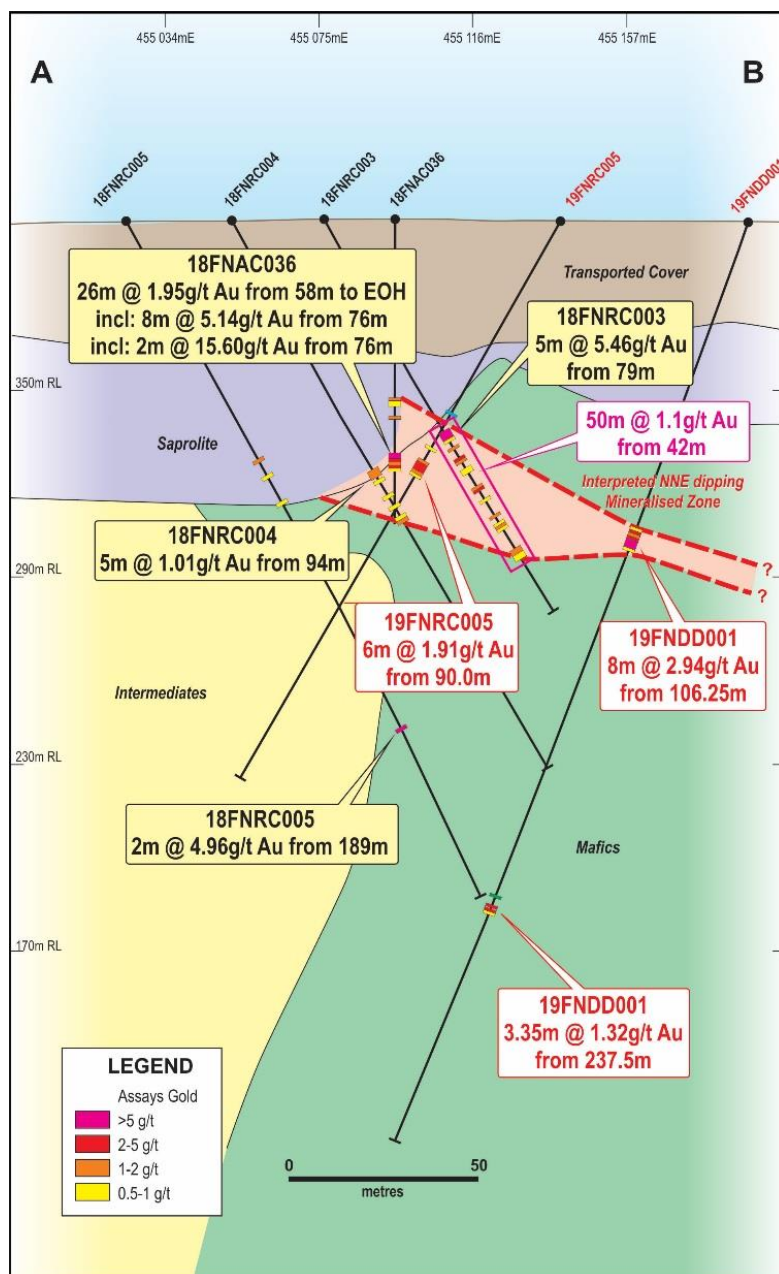 455 034mE
455 075mE
455 116mE
455 157mE
A
B
18FNRC005
18FNRC004
18FNRC003
18FNAC036
19FNRC005
19FNDD001
18FNAC036
26m @ 1.95g/t Au from 58m to EOH
incl: 8m @ 5.14g/t Au from 76m
incl: 2m @ 15.60g/t Au from 76m
Transported Cover
18FNRC003
5m @ 5.46g/t Au
from 79m
350m RL
50m @ 1.1g/t Au
from 42m
Saprolite
Interpreted NNE dipping
Mineralised Zone
18FNRC004
5m @ 1.01g/t Au from 94m
290m RL
?
?
19FNRC005
6m @ 1.91g/t Au
from 90.0m
19FNDD001
8m @ 2.94g/t Au
from 106.25m
Intermediates
230m RL
18FNRC005
2m @ 4.96g/t Au from 189m
Mafics
170m RL
19FNDD001
3.35m @ 1.32g/t Au
from 237.5m
LEGEND
Assays Gold
>5 g/t
2-5 g/t
1-2 g/t
0.5-1 g/t
0
50
metres